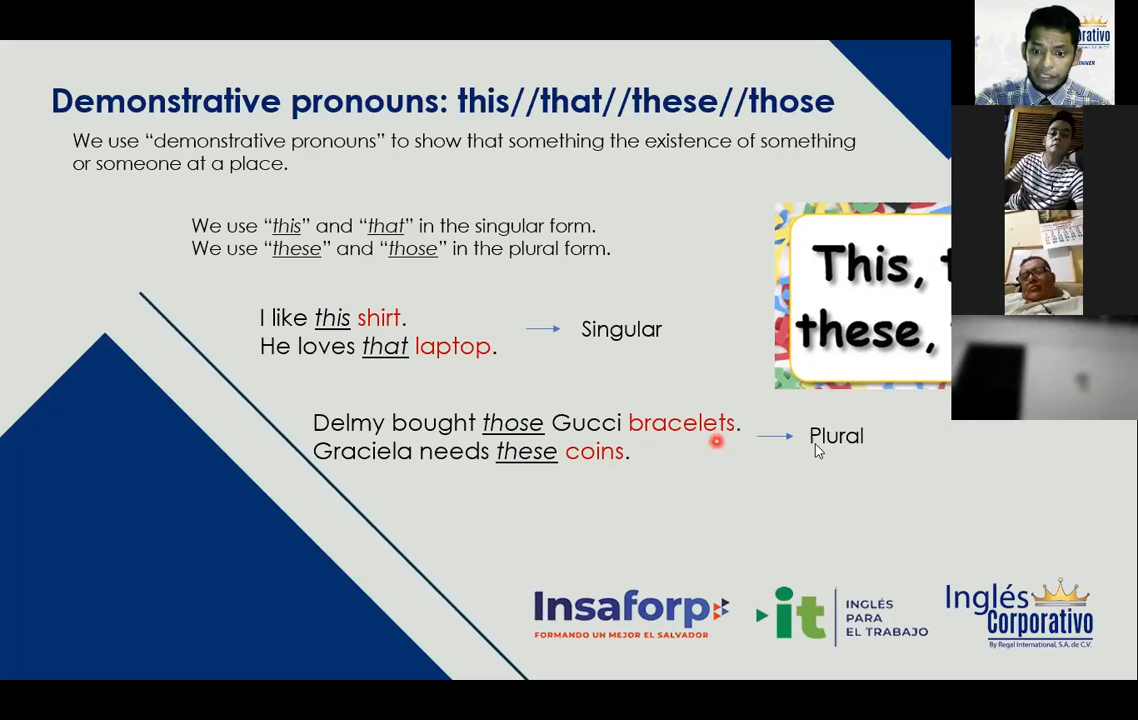 Demonstrative pronouns: this//that//these//those
We use “demonstrative pronouns” to show that something the existence of something
or someone at a place.
We use “this” and “that” in the singular form.
We use “these” and “those” in the plural form.
I like this shirt.
He loves that laptop.
Singular
Delmy bought those Gucci bracelets.
Graciela needs these coins.
Plural
This,
these,
Insaforp
FORMANDO UN MEJOR EL SALVADOR
it
INGLÉS
PARA
EL TRABAJO
Inglés
Corporativo
By Regal International, S.A. de C.V.